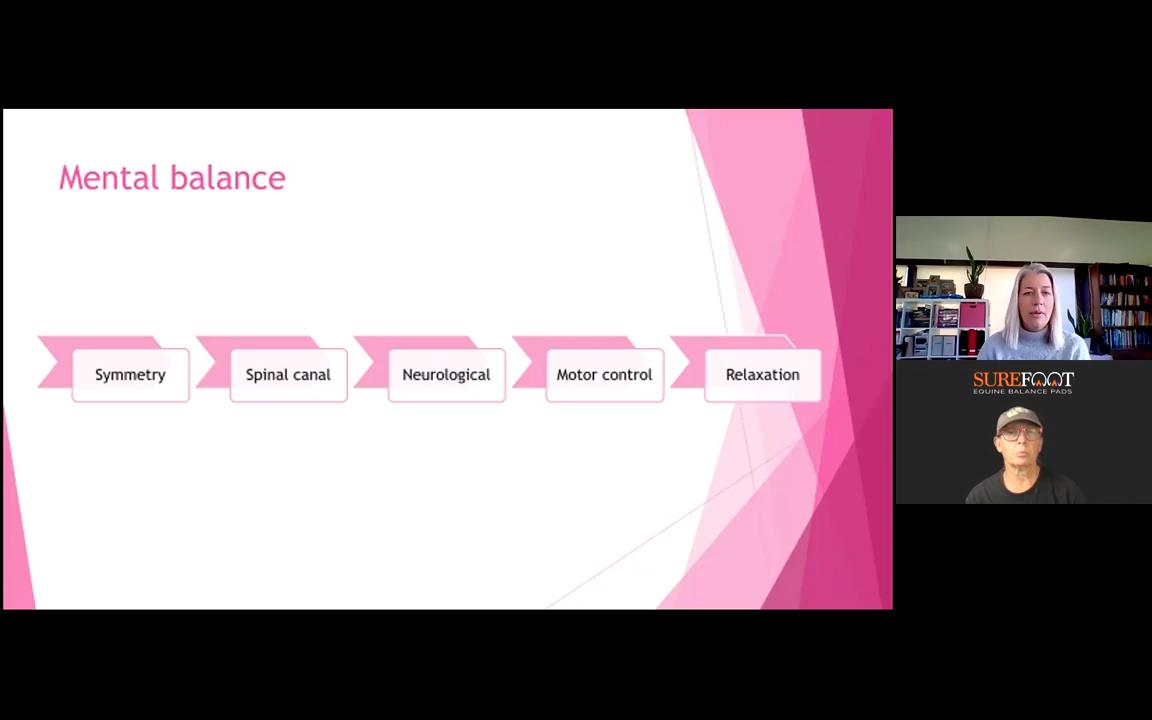 Mental balance
Symmetry
Spinal canal
Neurological
Motor control
Relaxation
SUREFOOT
EQUINE BALANCE PADS